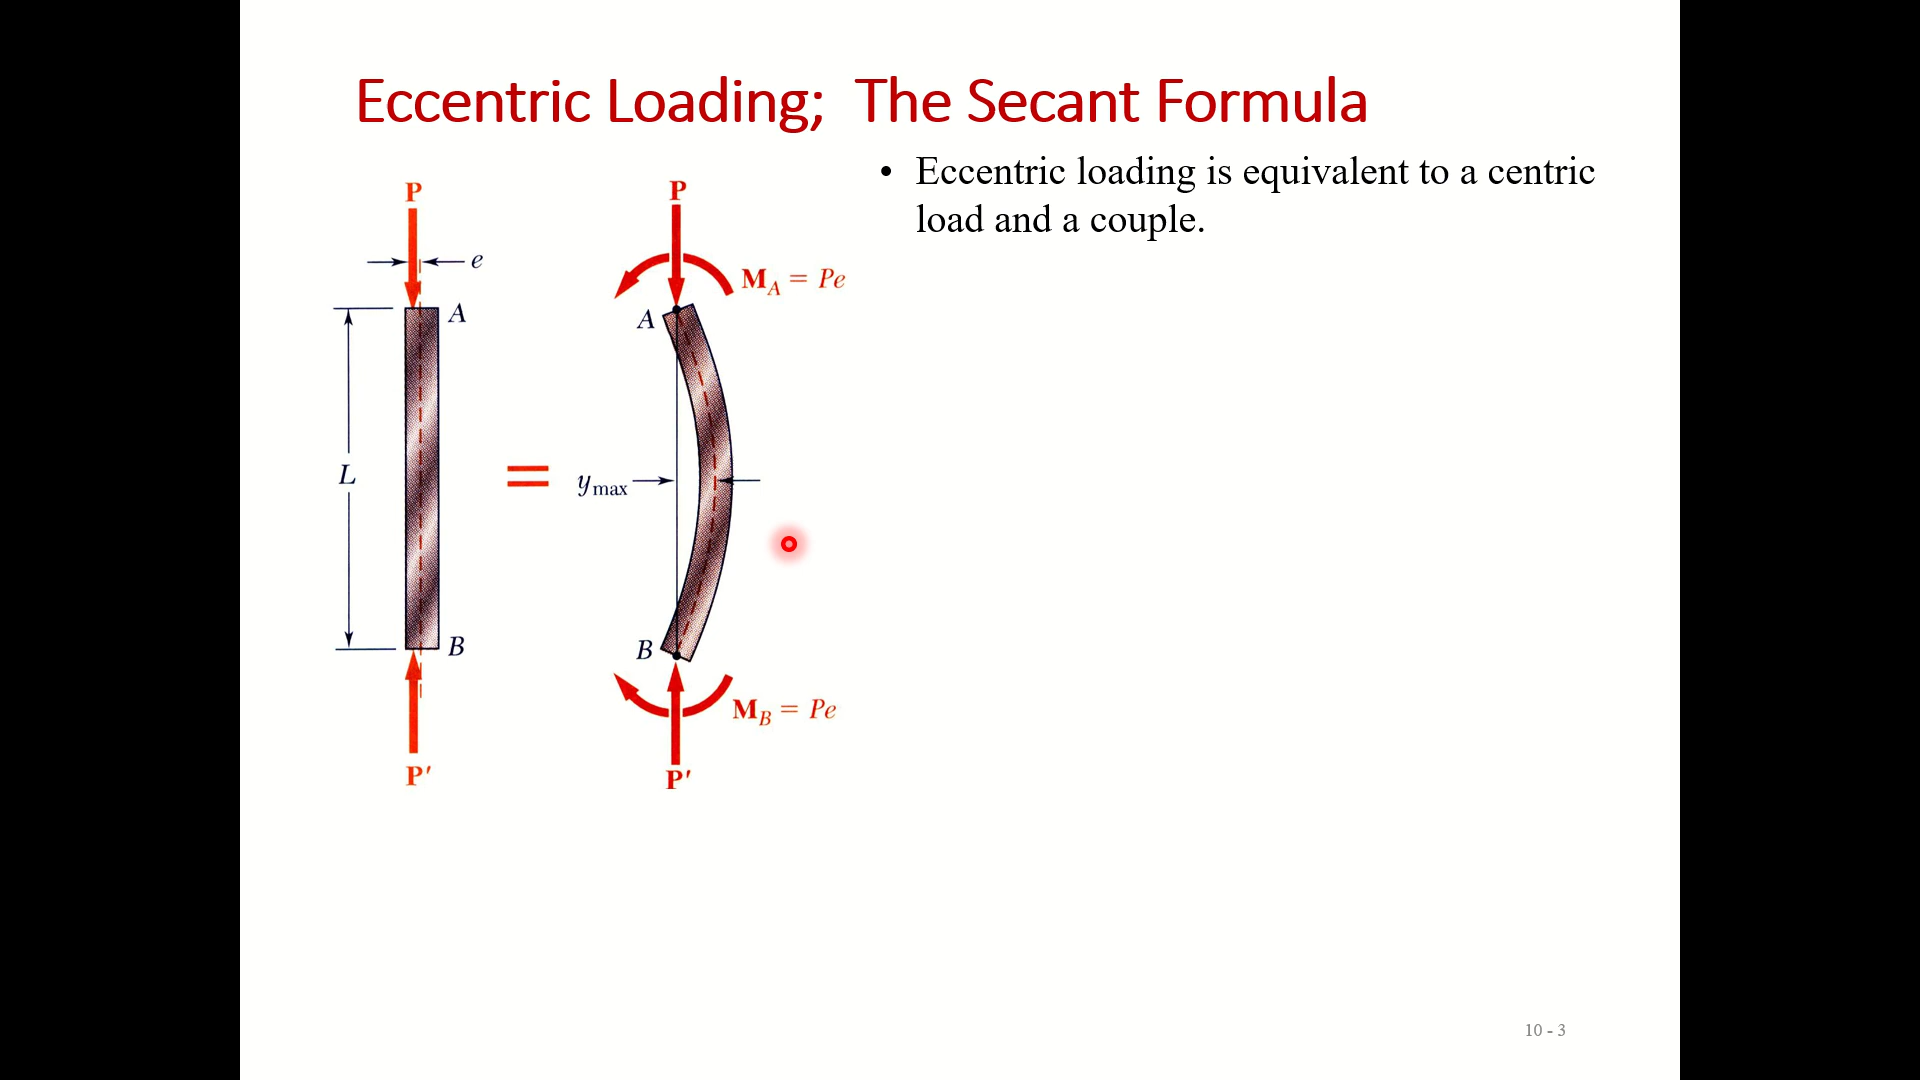 Eccentric Loading; The Secant Formula
• Eccentric loading is equivalent to a centric
load and a couple.
P
e
A
L
B
P′
=
P
M_A = Pe
A
y_max
B
M_B = Pe
P′
10 - 3